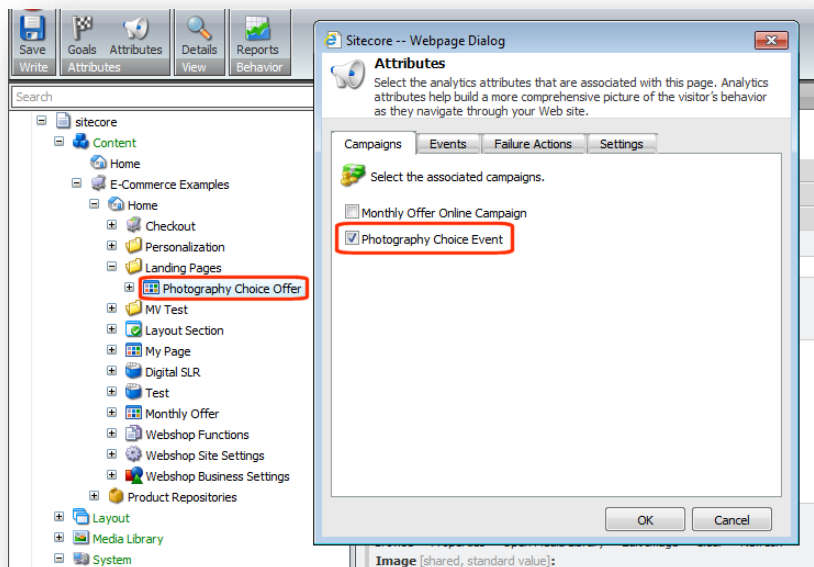 Save
Goals
Attributes
Details
Reports
Write
Attributes
View
Behavior
Search
sitecore
Content
Home
E-Commerce Examples
Home
Checkout
Personalization
Landing Pages
Photography Choice Offer
MV Test
Layout Section
My Page
Digital SLR
Test
Monthly Offer
Webshop Functions
Webshop Site Settings
Webshop Business Settings
Product Repositories
Layout
Media Library
System
Sitecore -- Webpage Dialog
Attributes
Select the analytics attributes that are associated with this page. Analytics
attributes help build a more comprehensive picture of the visitor's behavior
as they navigate through your Web site.
Campaigns
Events
Failure Actions
Settings
Select the associated campaigns.
Monthly Offer Online Campaign
Photography Choice Event
OK
Cancel
Image [shared, standard value]: